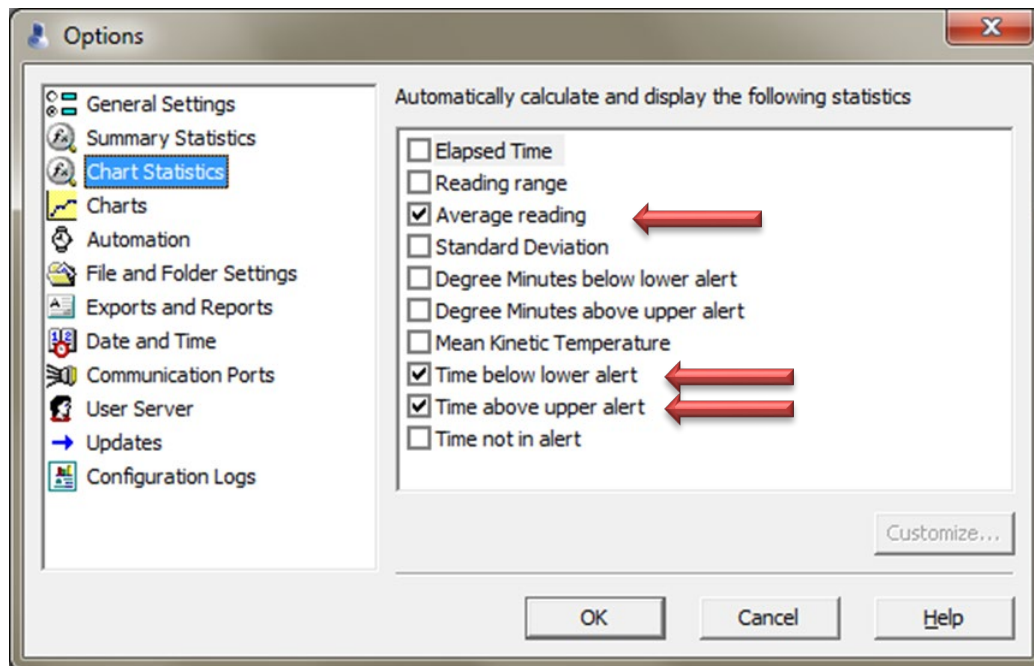 Options
General Settings
Summary Statistics
Chart Statistics
Charts
Automation
File and Folder Settings
Exports and Reports
Date and Time
Communication Ports
User Server
Updates
Configuration Logs
Automatically calculate and display the following statistics
Elapsed Time
Reading range
Average reading
Standard Deviation
Degree Minutes below lower alert
Degree Minutes above upper alert
Mean Kinetic Temperature
Time below lower alert
Time above upper alert
Time not in alert
Customize...
OK
Cancel
Help